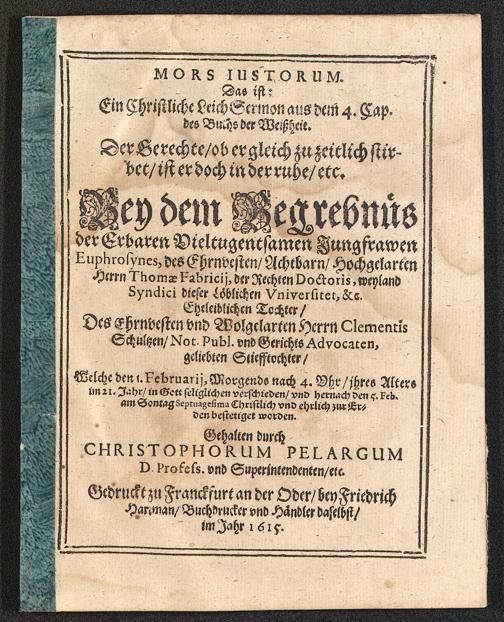 MORS IUSTORUM.
Das ist:
Ein Christliche Leich Sermon aus dem 4. Cap.
des Buchs der Weißheit.
Der Gerechte/ ob er gleich zu zeitlich stir-
bet/ ist er doch in der ruhe/ etc.
Bey dem Begrebnüs
der Erbaren Vieltugentsamen Jungfrawen
Euphrosynes, des Ehrnvesten/ Achtbarn/ Hochgelarten
Herrn Thomæ Fabricij, der Rechten Doctoris, weyland
Syndici dieser Löblichen Vniversitet, &c.
Eheleiblichen Tochter/
Des Ehrnvesten vnd Wolgelarten Herrn Clementis
Schultzen/ Not. Publ. vnd Gerichts Advocaten,
geliebten Stiefftochter/
Welche den 1. Februarij, Morgends nach 4. Vhr/ jhres Alters
im 21. Jahr/ in Gott seliglichen verschieden/ vnd hernach den 5. Feb.
am Sontag Septuagesima Christlich vnd ehrlich zur Er-
den bestetiget worden.
Gehalten durch
CHRISTOPHORUM PELARGUM
D. Profess. vnd Superintendenten/ etc.
Gedruckt zu Franckfurt an der Oder/ bey Friedrich
Hartman/ Buchdrucker vnd Händler daselbst/
im Jahr 1615.